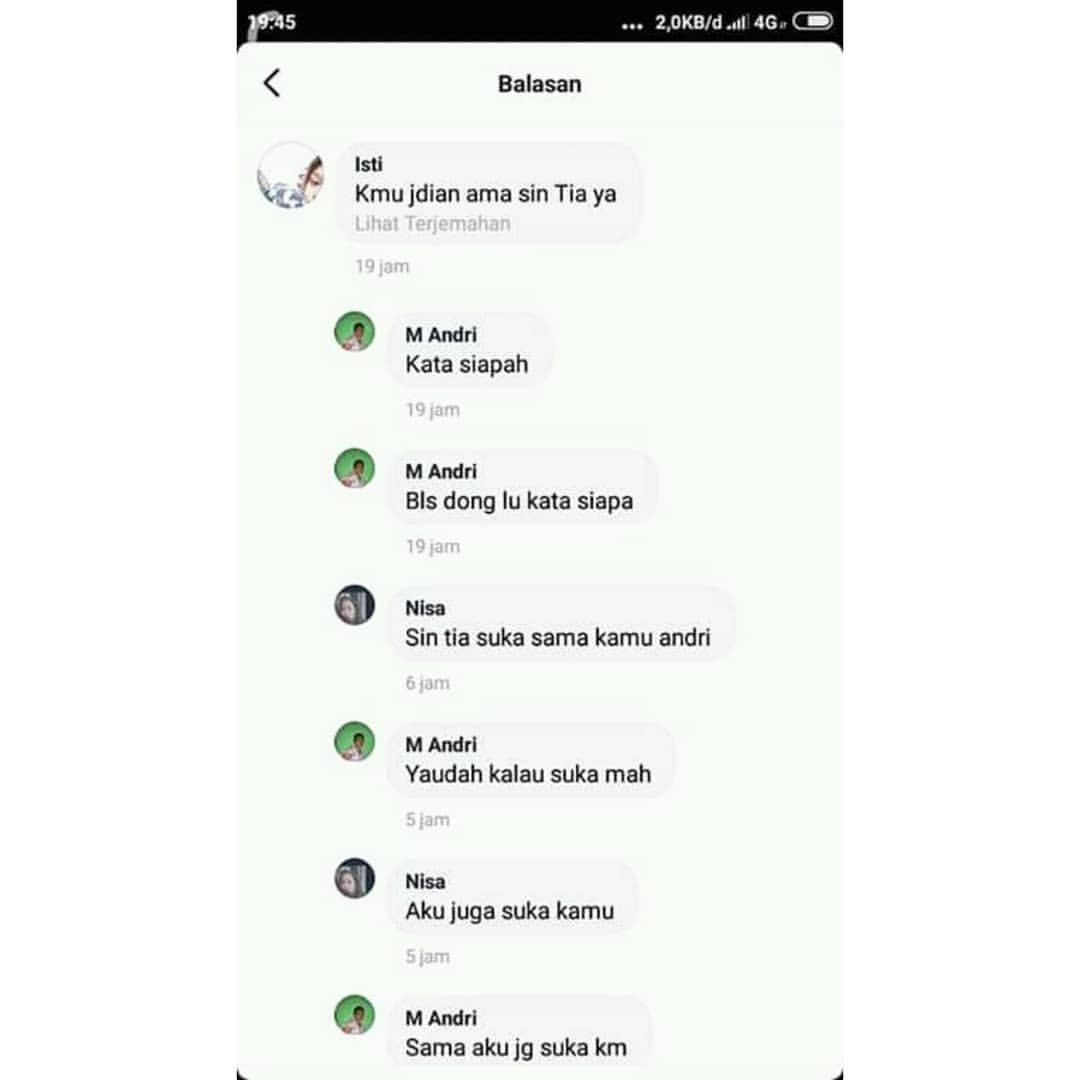 19:45
... 2,0KB/d 4G
Balasan
Isti
Kmu jdian ama sin Tia ya
Lihat Terjemahan
19 jam
M Andri
Kata siapah
19 jam
M Andri
Bls dong lu kata siapa
19 jam
Nisa
Sin tia suka sama kamu andri
6 jam
M Andri
Yaudah kalau suka mah
5 jam
Nisa
Aku juga suka kamu
5 jam
M Andri
Sama aku jg suka km